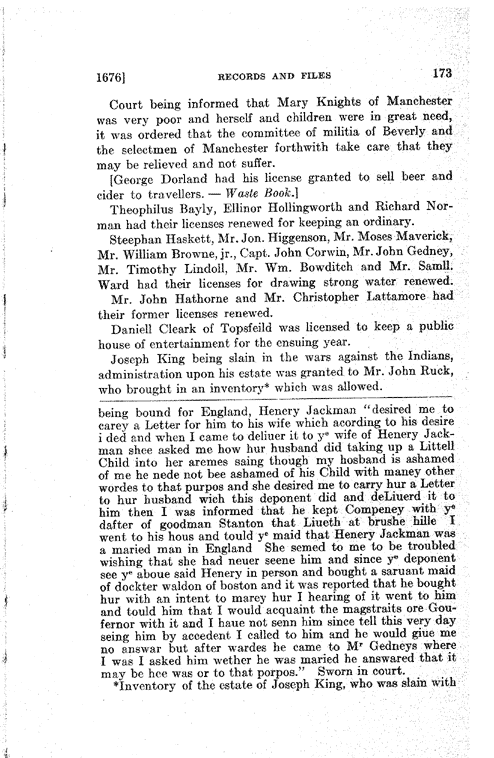 1676] RECORDS AND FILES 173
Court being informed that Mary Knights of Manchester
was very poor and herself and children were in great need,
it was ordered that the committee of militia of Beverly and
the selectmen of Manchester forthwith take care that they
may be relieved and not suffer.
[George Dorland had his license granted to sell beer and
cider to travellers. — Waste Book.]
Theophilus Bayly, Ellinor Hollingworth and Richard Nor-
man had their licenses renewed for keeping an ordinary.
Steephan Haskett, Mr. Jon. Higgenson, Mr. Moses Maverick,
Mr. William Browne, jr., Capt. John Corwin, Mr. John Gedney,
Mr. Timothy Lindoll, Mr. Wm. Bowditch and Mr. Samll.
Ward had their licenses for drawing strong water renewed.
Mr. John Hathorne and Mr. Christopher Lattamore had
their former licenses renewed.
Daniell Cleark of Topsfeild was licensed to keep a public
house of entertainment for the ensuing year.
Joseph King being slain in the wars against the Indians,
administration upon his estate was granted to Mr. John Ruck,
who brought in an inventory* which was allowed.
being bound for England, Henery Jackman "desired me to
carey a Letter for him to his wife which acording to his desire
i ded and when I came to deliuer it to yᵉ wife of Henery Jack-
man shee asked me how hur husband did taking up a Littell
Child into her aremes saing though my hosband is ashamed
of me he nede not bee ashamed of his Child with maney other
wordes to that purpos and she desired me to carry hur a Letter
to hur husband wich this deponent did and deLiuerd it to
him then I was informed that he kept Compeney with yᵉ
dafter of goodman Stanton that Liueth at brushe hille I
went to his hous and tould yᵉ maid that Henery Jackman was
a maried man in England She semed to me to be troubled
wishing that she had neuer seene him and since yᵉ deponent
see yᵉ aboue said Henery in person and bought a saruant maid
of dockter waldon of boston and it was reported that he bought
hur with an intent to marey hur I hearing of it went to him
and tould him that I would acquaint the magstraits ore Gou-
fernor with it and I haue not senn him since tell this very day
seing him by accedent I called to him and he would giue me
no answar but after wardes he came to Mʳ Gedneys where
I was I asked him wether he was maried he answared that it
may be hee was or to that porpos." Sworn in court.
*Inventory of the estate of Joseph King, who was slain with